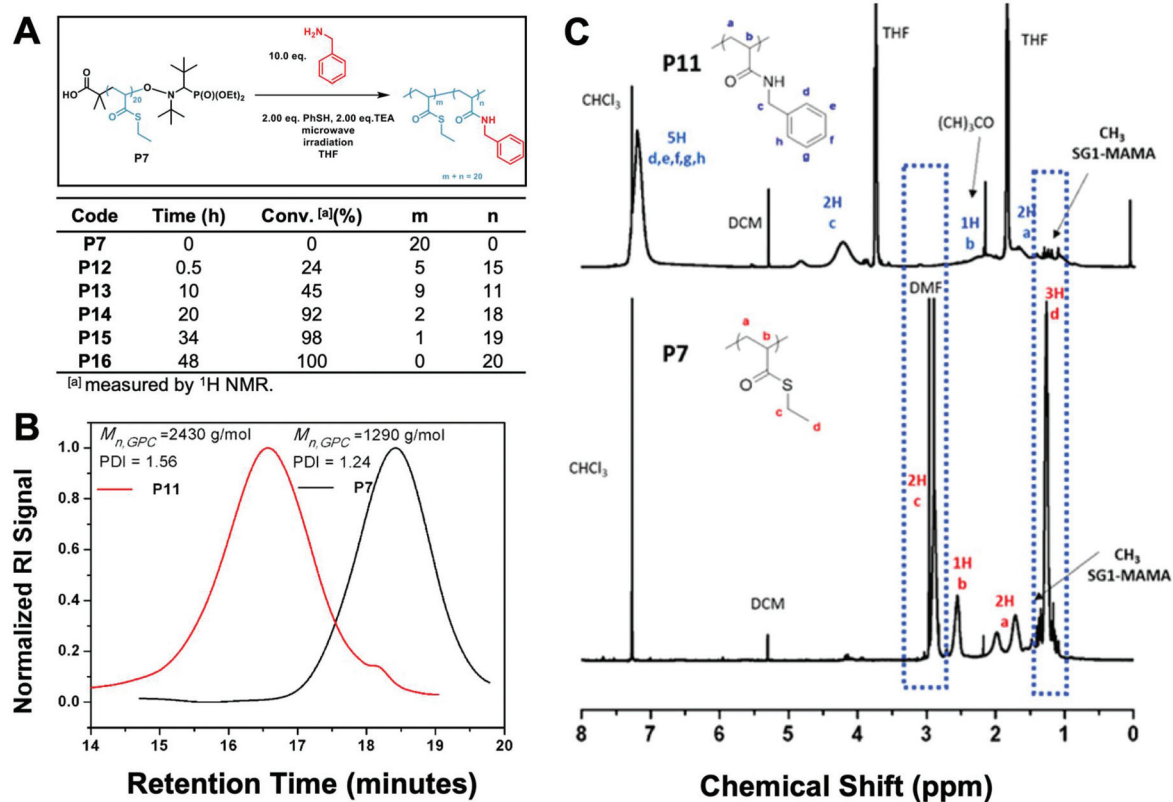 A
NH₂
10.0 eq.
HO
O
O
20
O
N
P(O)(OEt)₂
O
S
P7
2.00 eq. PhSH, 2.00 eq.TEA
microwave
irradiation
THF
m
n
O
S
O
NH
m + n = 20
Code Time (h) Conv. [a](%) m n
P7 0 0 20 0
P12 0.5 24 5 15
P13 10 45 9 11
P14 20 92 2 18
P15 34 98 1 19
P16 48 100 0 20
[a] measured by ¹H NMR.
B
Mn,GPC =2430 g/mol
PDI = 1.56
P11
Mn,GPC =1290 g/mol
PDI = 1.24
P7
Normalized RI Signal
1.0
0.8
0.6
0.4
0.2
0.0
14 15 16 17 18 19 20
Retention Time (minutes)
C
P11
a
b
O
NH
c
d
e
f
g
h
CHCl₃
5H
d,e,f,g,h
DCM
2H
c
THF
(CH)₃CO
1H
b
THF
2H
a
CH₃
SG1-MAMA
P7
a
b
O
S
c
d
CHCl₃
DCM
DMF
2H
c
1H
b
2H
a
3H
d
CH₃
SG1-MAMA
8 7 6 5 4 3 2 1 0
Chemical Shift (ppm)